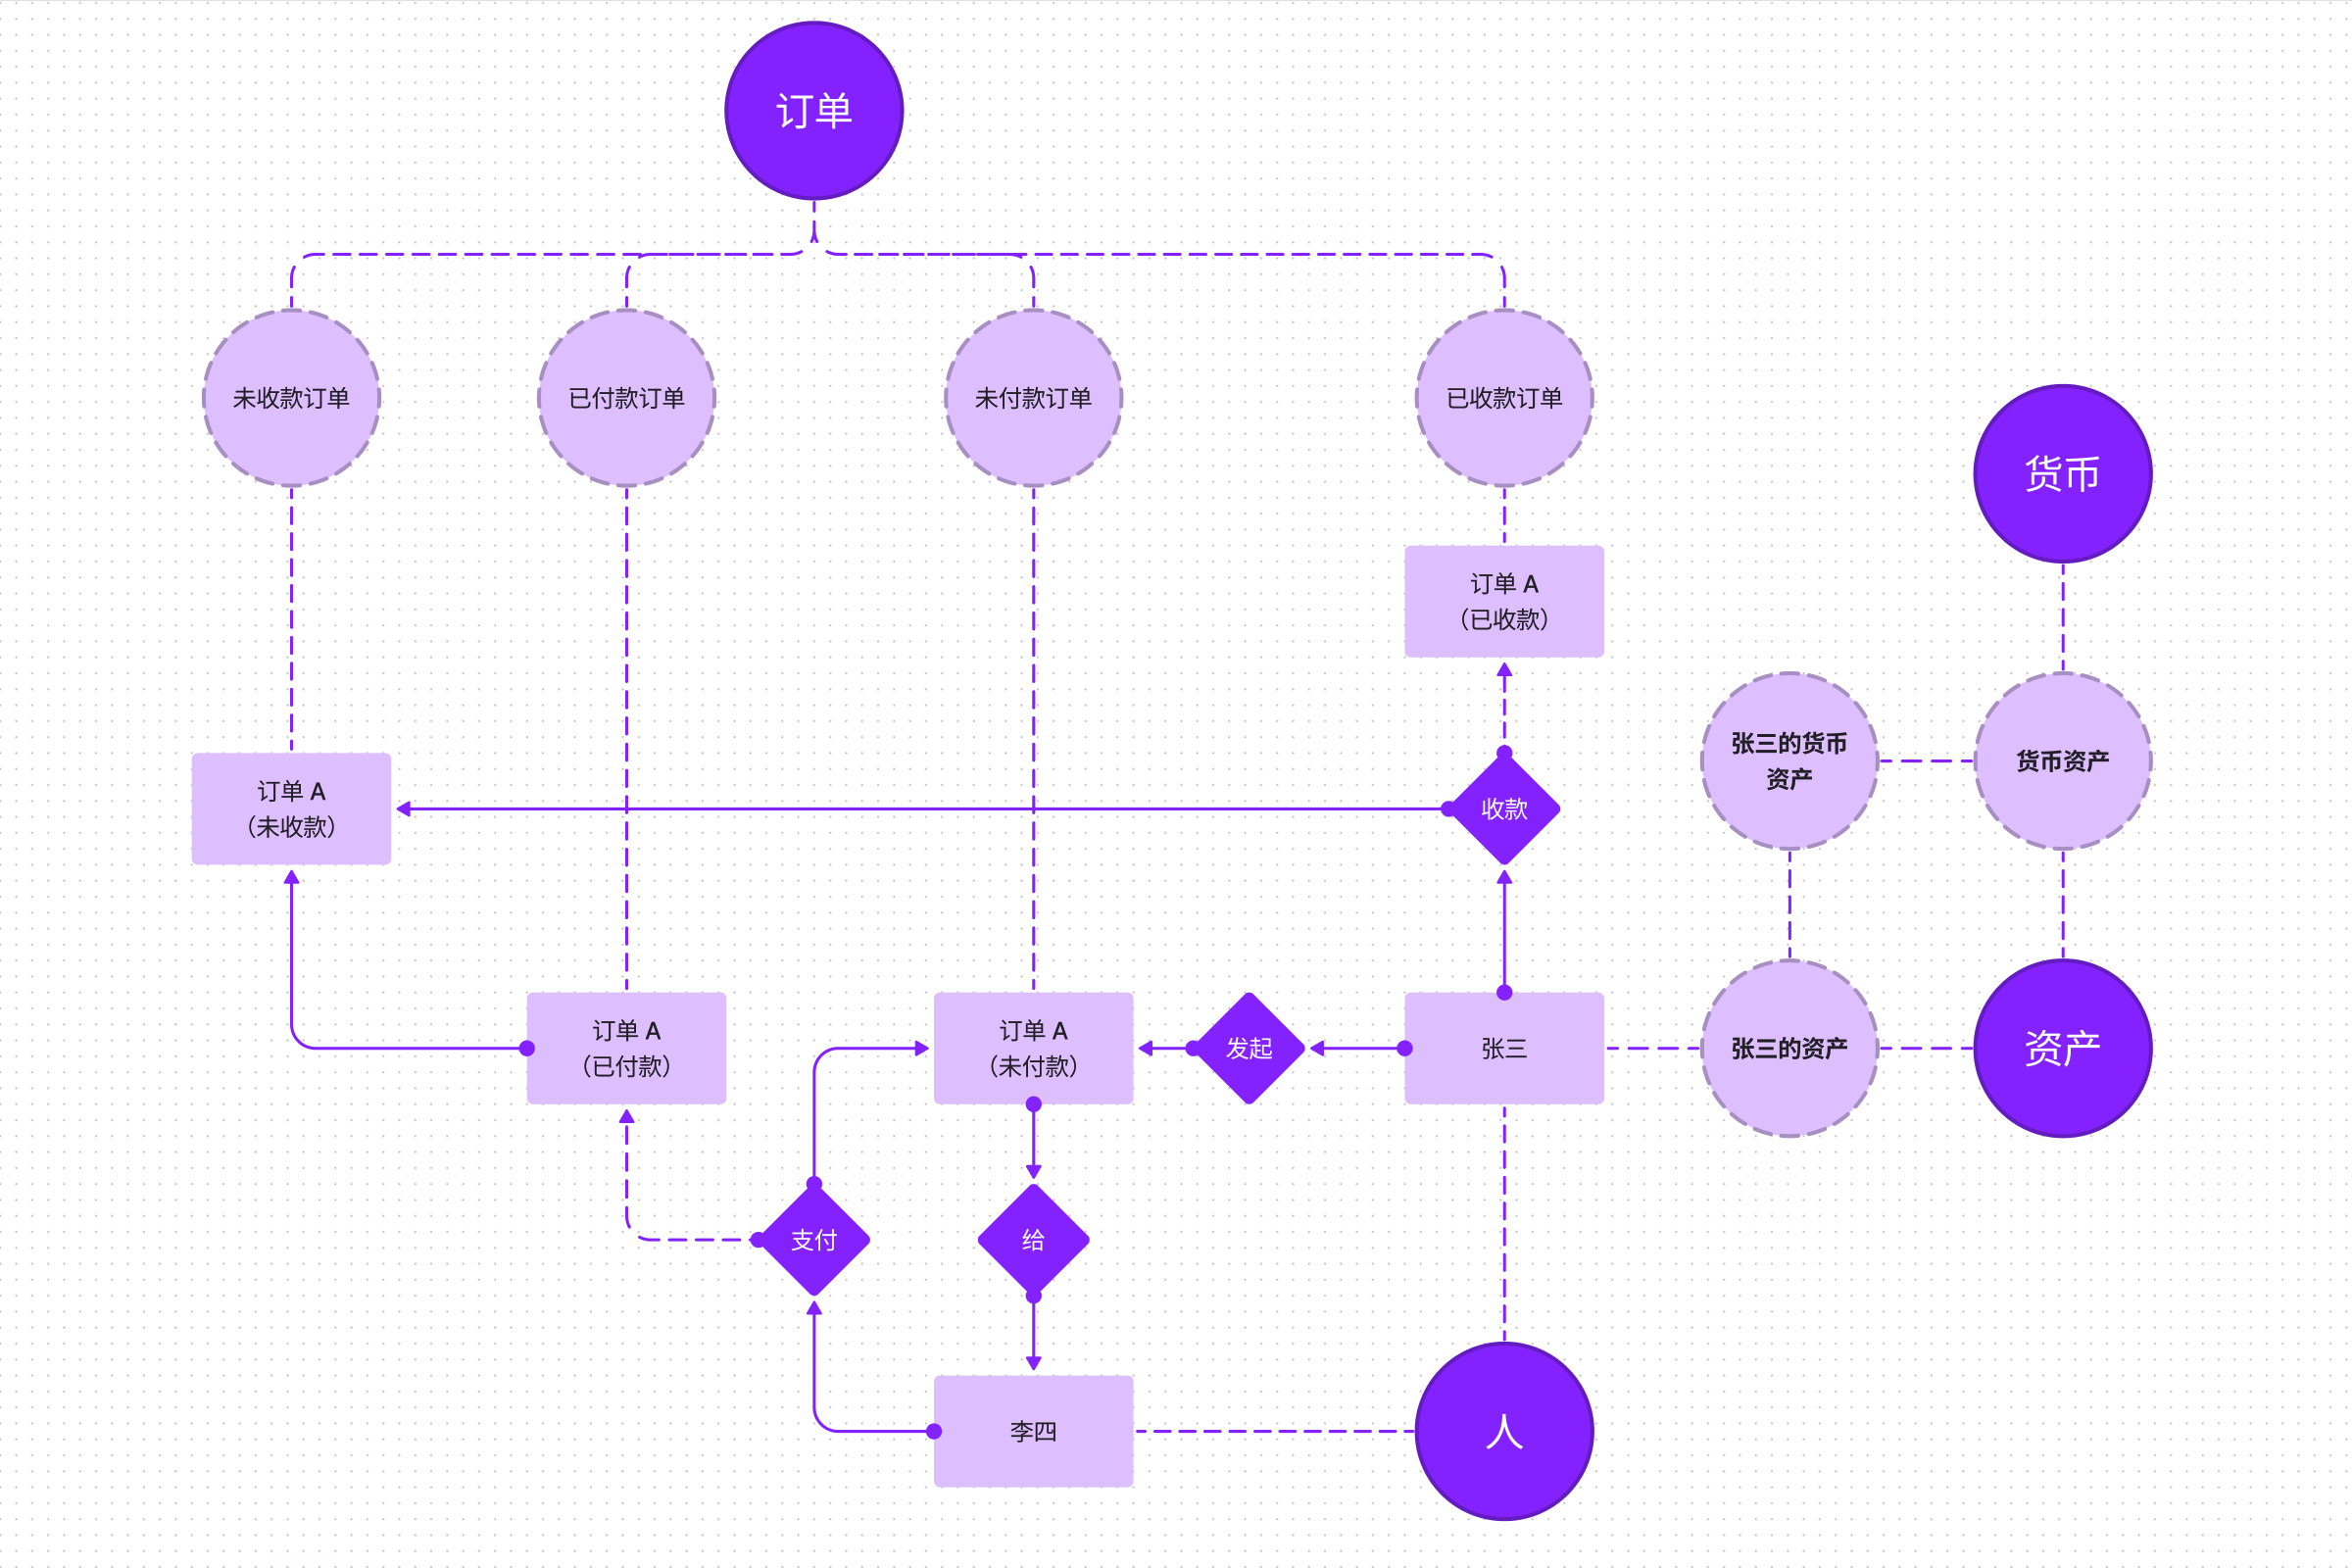 订单
未收款订单
已付款订单
未付款订单
已收款订单
货币
订单 A
（已收款）
张三的货币
资产
货币资产
订单 A
（未收款）
收款
订单 A
（已付款）
订单 A
（未付款）
发起
张三
张三的资产
资产
支付
给
李四
人